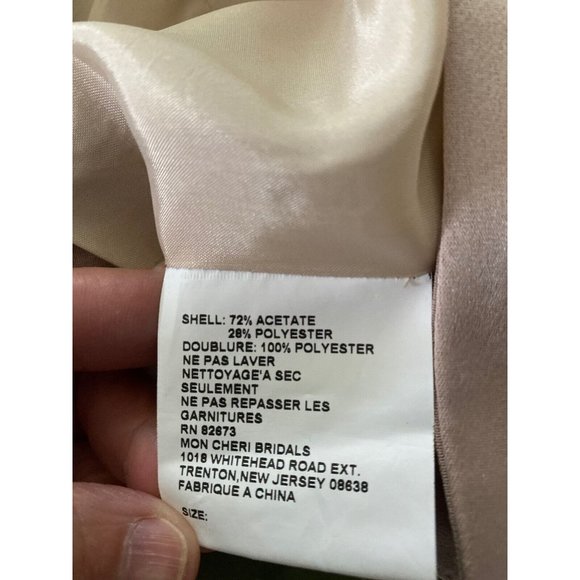 SHELL: 72% ACETATE
28% POLYESTER
DOUBLURE: 100% POLYESTER
NE PAS LAVER
NETTOYAGE'A SEC
SEULEMENT
NE PAS REPASSER LES
GARNITURES
RN 82673
MON CHERI BRIDALS
1018 WHITEHEAD ROAD EXT.
TRENTON,NEW JERSEY 08638
FABRIQUE A CHINA
SIZE: